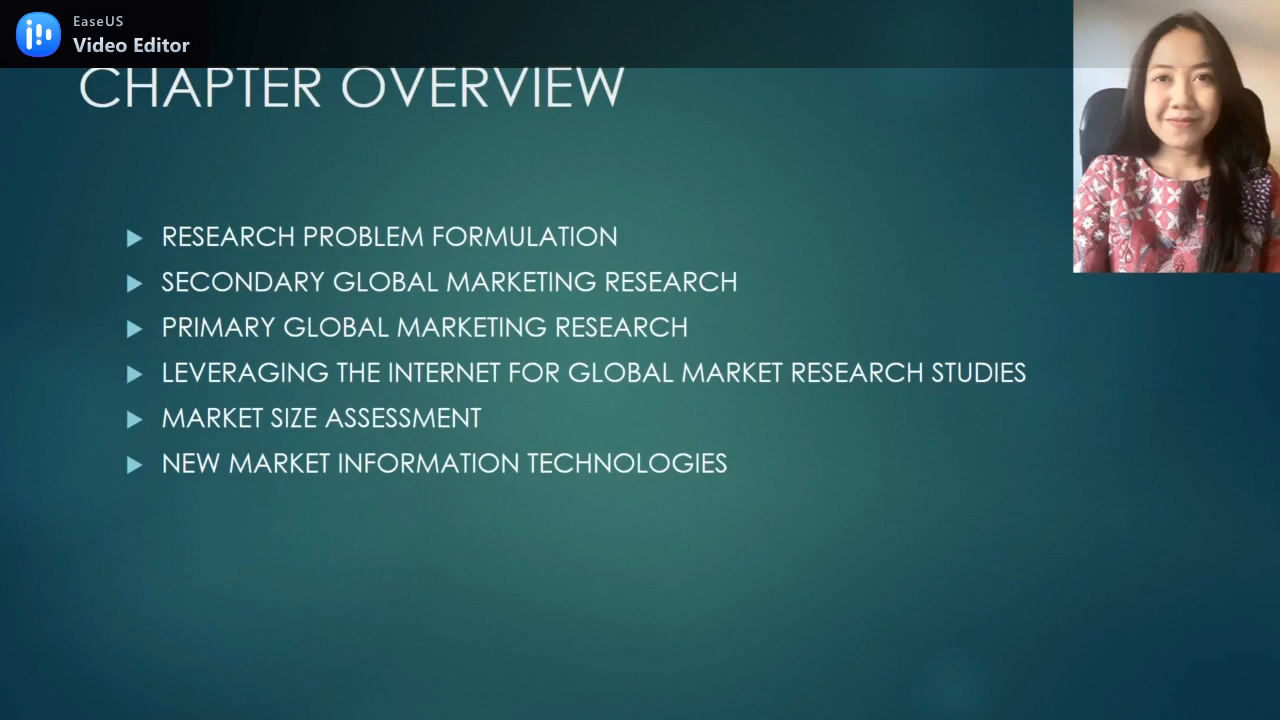 EaseUS
Video Editor
CHAPTER OVERVIEW
RESEARCH PROBLEM FORMULATION
SECONDARY GLOBAL MARKETING RESEARCH
PRIMARY GLOBAL MARKETING RESEARCH
LEVERAGING THE INTERNET FOR GLOBAL MARKET RESEARCH STUDIES
MARKET SIZE ASSESSMENT
NEW MARKET INFORMATION TECHNOLOGIES